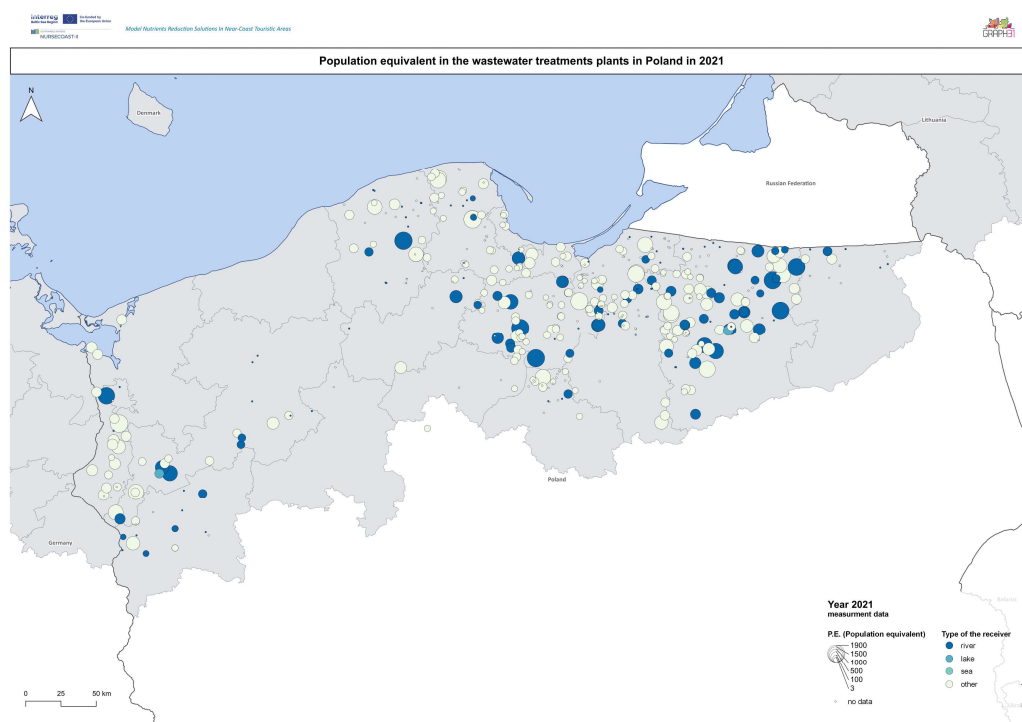 Interreg
Baltic Sea Region
Co-funded by
the European Union
NURSECOAST-II
Model Nutrients Reduction Solutions In Near-Coast Touristic Areas
GRAPH31
Population equivalent in the wastewater treatments plants in Poland in 2021
N
Denmark
Lithuania
Russian Federation
Poland
Germany
Belarus
Year 2021
measurment data
P.E. (Population equivalent)
1900
1500
1000
500
100
3
no data
Type of the receiver
river
lake
sea
other
0 25 50 km